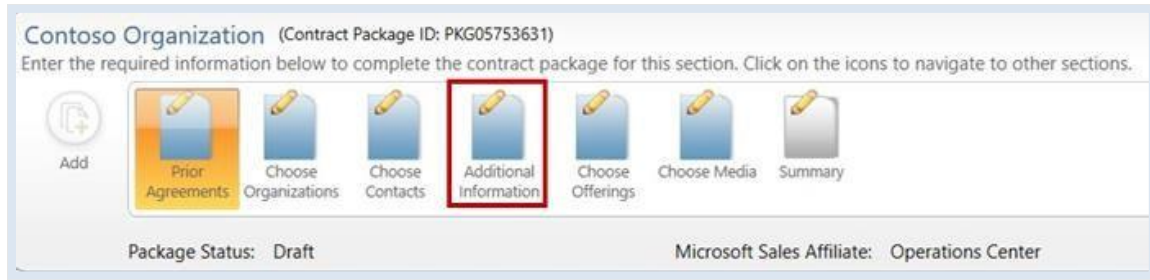 Contoso Organization (Contract Package ID: PKG05753631)
Enter the required information below to complete the contract package for this section. Click on the icons to navigate to other sections.
Add
Prior
Agreements
Choose
Organizations
Choose
Contacts
Additional
Information
Choose
Offerings
Choose Media
Summary
Package Status: Draft
Microsoft Sales Affiliate: Operations Center